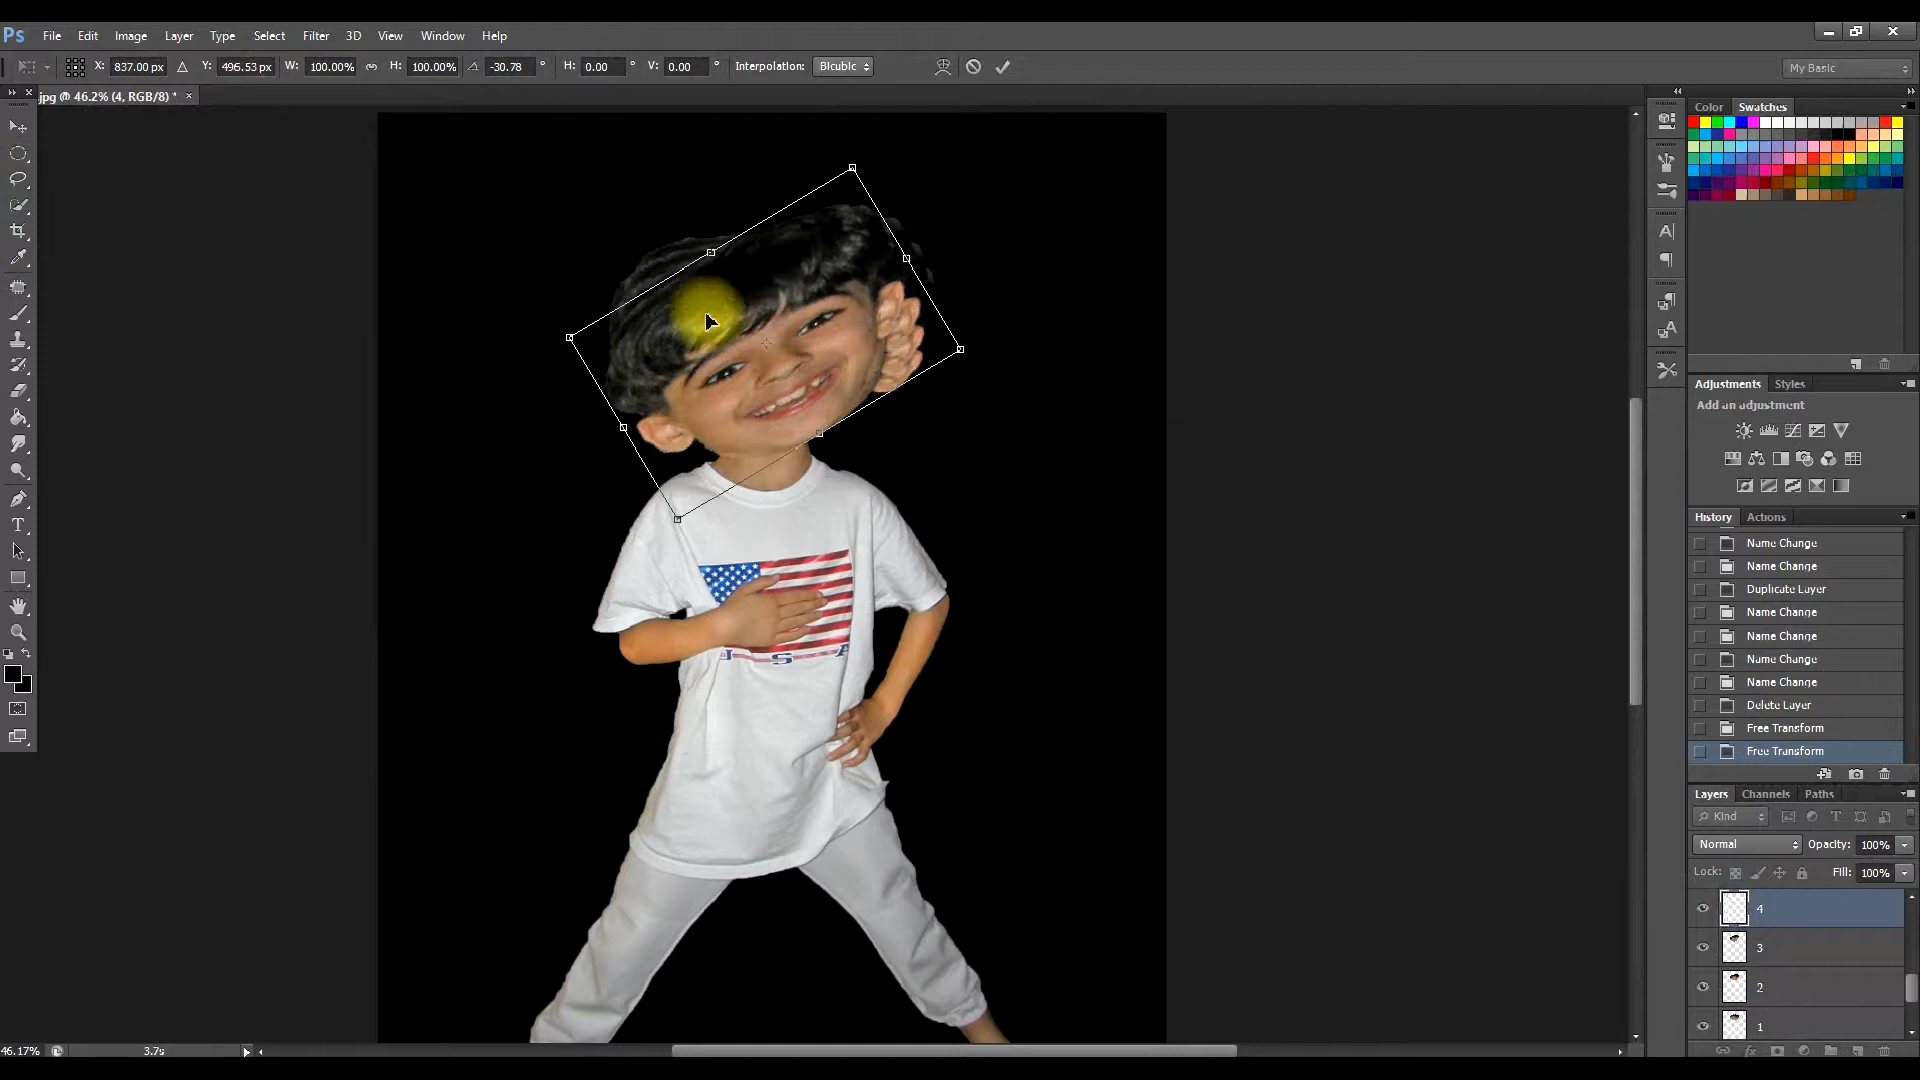 Ps File Edit Image Layer Type Select Filter 3D View Window Help
X: 837.00 px Y: 496.53 px W: 100.00% H: 100.00% -30.78 ° H: 0.00 ° V: 0.00 ° Interpolation: Bicubic My Basic
jpg @ 46.2% (4, RGB/8) * ×
Color Swatches
Adjustments Styles
Add an adjustment
History Actions
Name Change
Name Change
Duplicate Layer
Name Change
Name Change
Name Change
Name Change
Delete Layer
Free Transform
Free Transform
Layers Channels Paths
Kind
Normal Opacity: 100%
Lock: Fill: 100%
4
3
2
1
U S A
46.17% 3.7s